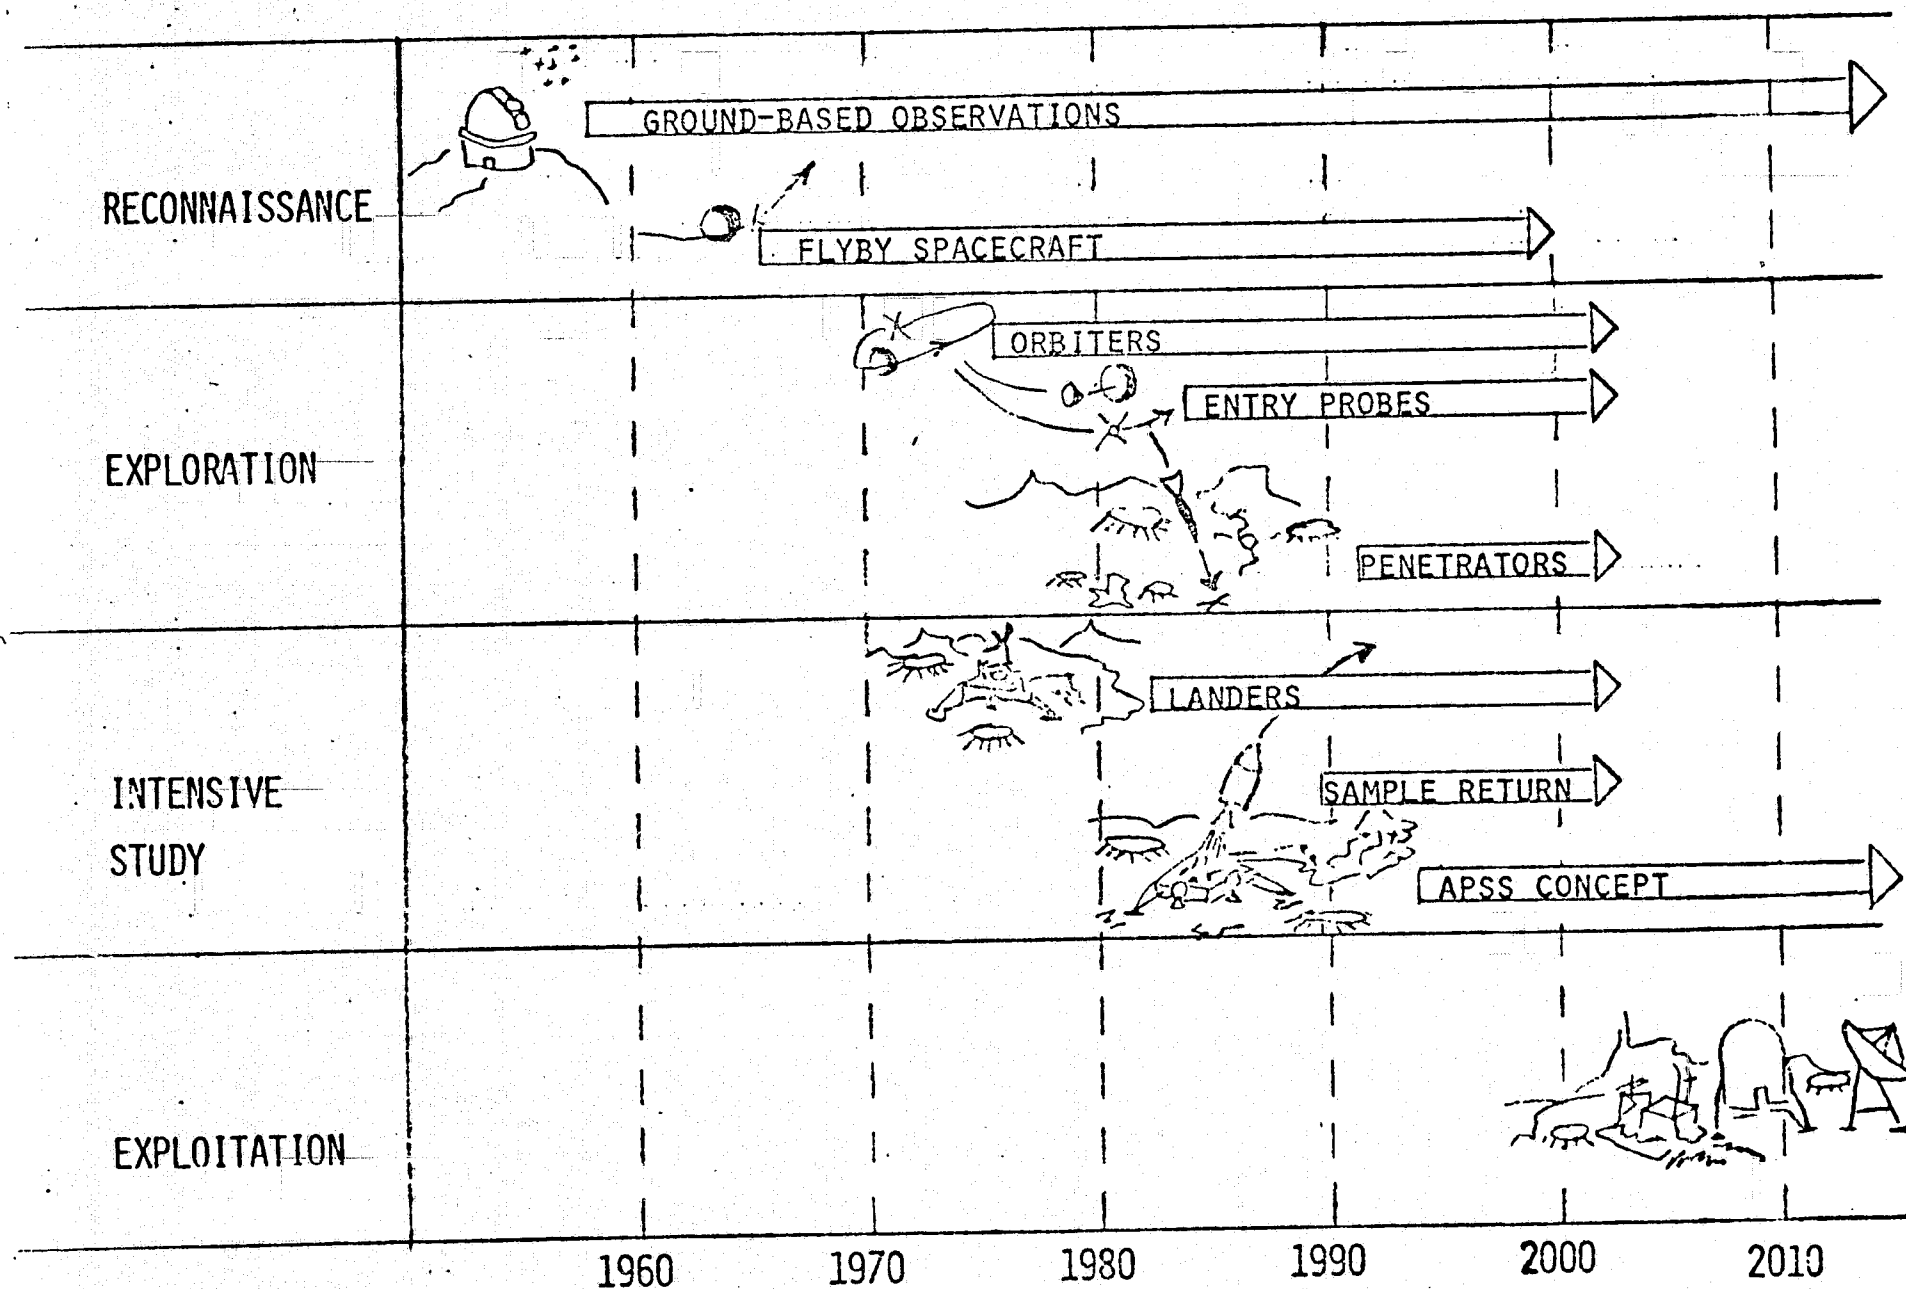 GROUND-BASED OBSERVATIONS
RECONNAISSANCE
FLYBY SPACECRAFT
ORBITERS
ENTRY PROBES
EXPLORATION
PENETRATORS
LANDERS
INTENSIVE
STUDY
SAMPLE RETURN
APSS CONCEPT
EXPLOITATION
1960 1970 1980 1990 2000 2010